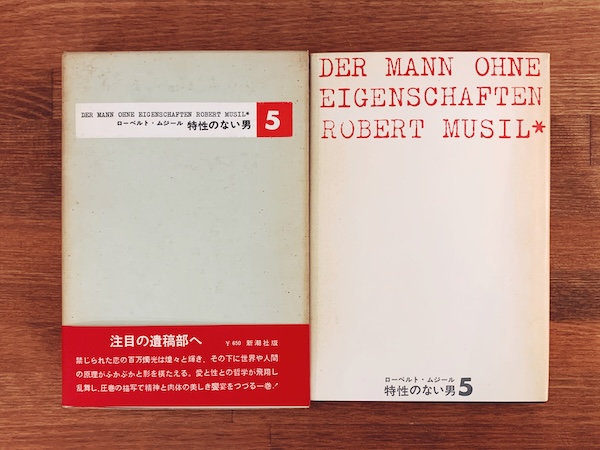 DER MANN OHNE EIGENSCHAFTEN ROBERT MUSIL*
ローベルト・ムジール 特性のない男 5
注目の遺稿部へ ¥650 新潮社版
禁じられた恋の百万燭光は煌々と輝き、その下に世界や人間
の原理がふかぶかと影を横たえる。愛と性との哲学が飛翔し
乱舞し、圧巻の描写で精神と肉体の美しき饗宴をつづる一巻!
DER MANN OHNE
EIGENSCHAFTEN
ROBERT MUSIL*
ローベルト・ムジール
特性のない男 5